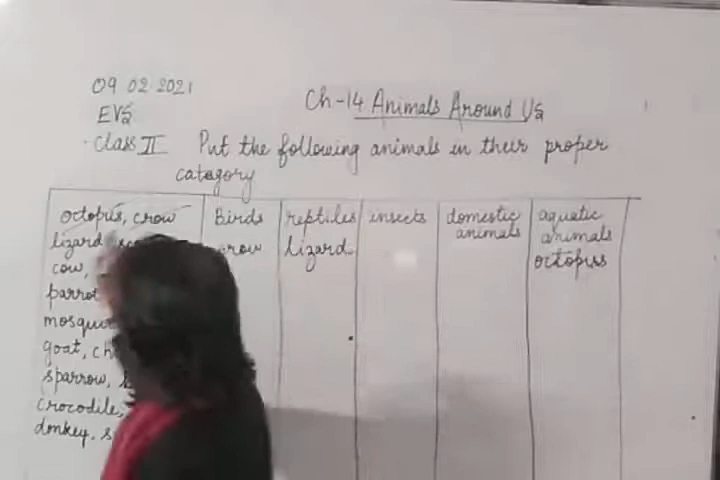 09 02 2021
EVS
Ch-14 Animals Around Us
Class II Put the following animals in their proper
category
octopus, crow
lizard
cow,
parrot
goat,
sparrow,
crocodile,
donkey,
Birds
crow
reptiles
lizard
insects
domestic
animals
aquatic
animals
octopus